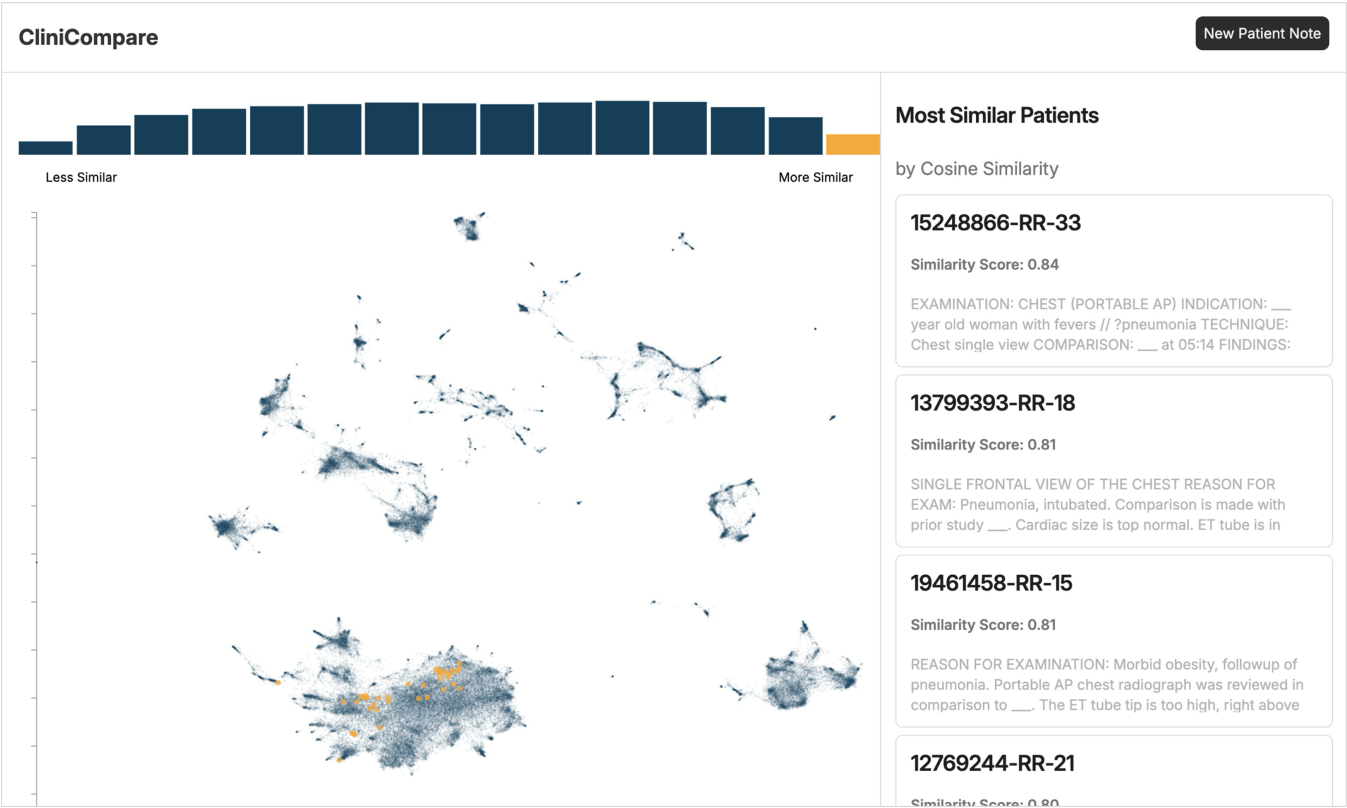 CliniCompare
New Patient Note
Less Similar
More Similar
Most Similar Patients
by Cosine Similarity
15248866-RR-33
Similarity Score: 0.84
EXAMINATION: CHEST (PORTABLE AP) INDICATION: ___
year old woman with fevers // ?pneumonia TECHNIQUE:
Chest single view COMPARISON: ___ at 05:14 FINDINGS:
13799393-RR-18
Similarity Score: 0.81
SINGLE FRONTAL VIEW OF THE CHEST REASON FOR
EXAM: Pneumonia, intubated. Comparison is made with
prior study ___. Cardiac size is top normal. ET tube is in
19461458-RR-15
Similarity Score: 0.81
REASON FOR EXAMINATION: Morbid obesity, followup of
pneumonia. Portable AP chest radiograph was reviewed in
comparison to ___. The ET tube tip is too high, right above
12769244-RR-21
Similarity Score: 0.80